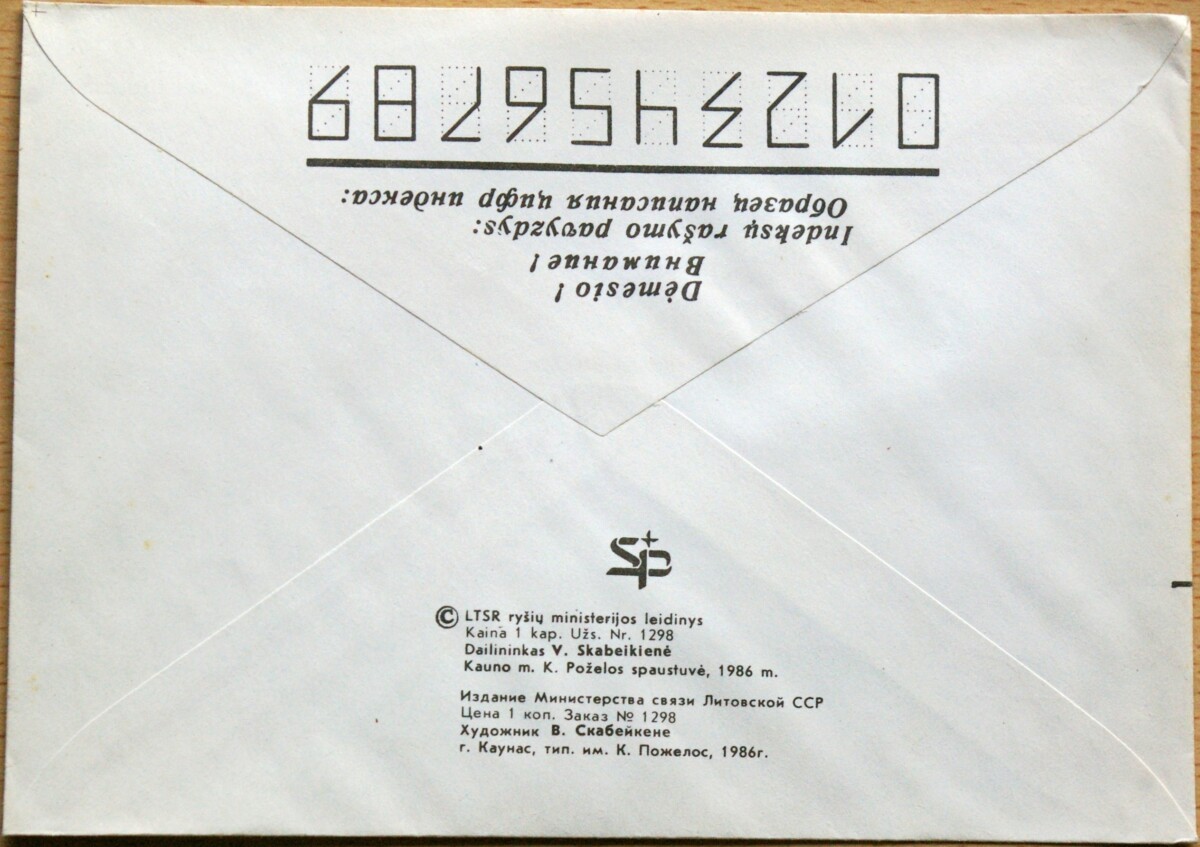 Dėmesio!
Внимание!
Indeksų rašymo pavyzdys:
Образец написания цифр индекса:
0123456789
Sp
© LTSR ryšių ministerijos leidinys
Kaina 1 kap. Užs. Nr. 1298
Dailininkas V. Skabeikienė
Kauno m. K. Poželos spaustuvė, 1986 m.
Издание Министерства связи Литовской ССР
Цена 1 коп. Заказ № 1298
Художник В. Скабейкене
г. Каунас, тип. им. К. Пожелос, 1986г.